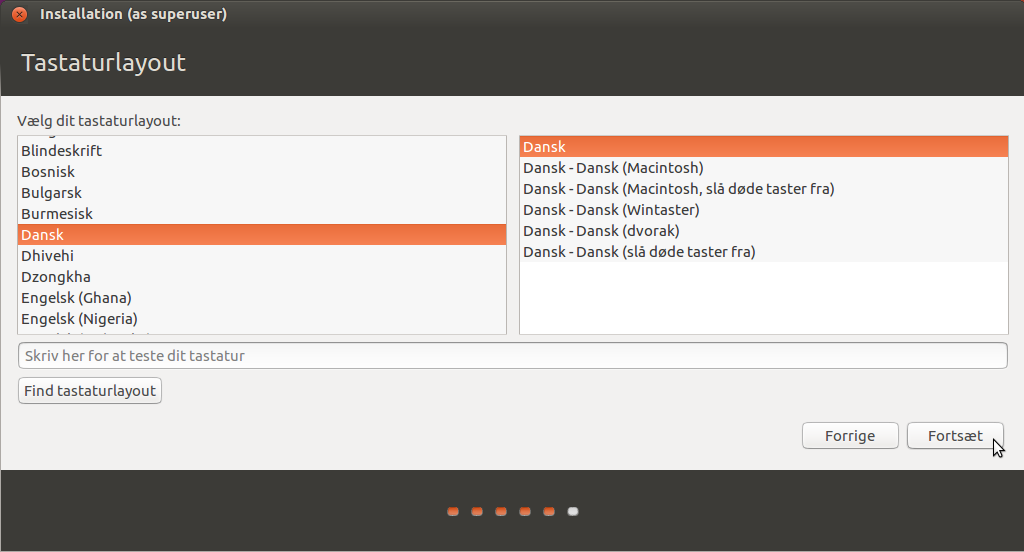 Installation (as superuser)
Tastaturlayout
Vælg dit tastaturlayout:
Blindeskrift
Bosnisk
Bulgarsk
Burmesisk
Dansk
Dhivehi
Dzongkha
Engelsk (Ghana)
Engelsk (Nigeria)
Dansk
Dansk - Dansk (Macintosh)
Dansk - Dansk (Macintosh, slå døde taster fra)
Dansk - Dansk (Wintaster)
Dansk - Dansk (dvorak)
Dansk - Dansk (slå døde taster fra)
Skriv her for at teste dit tastatur
Find tastaturlayout
Forrige
Fortsæt